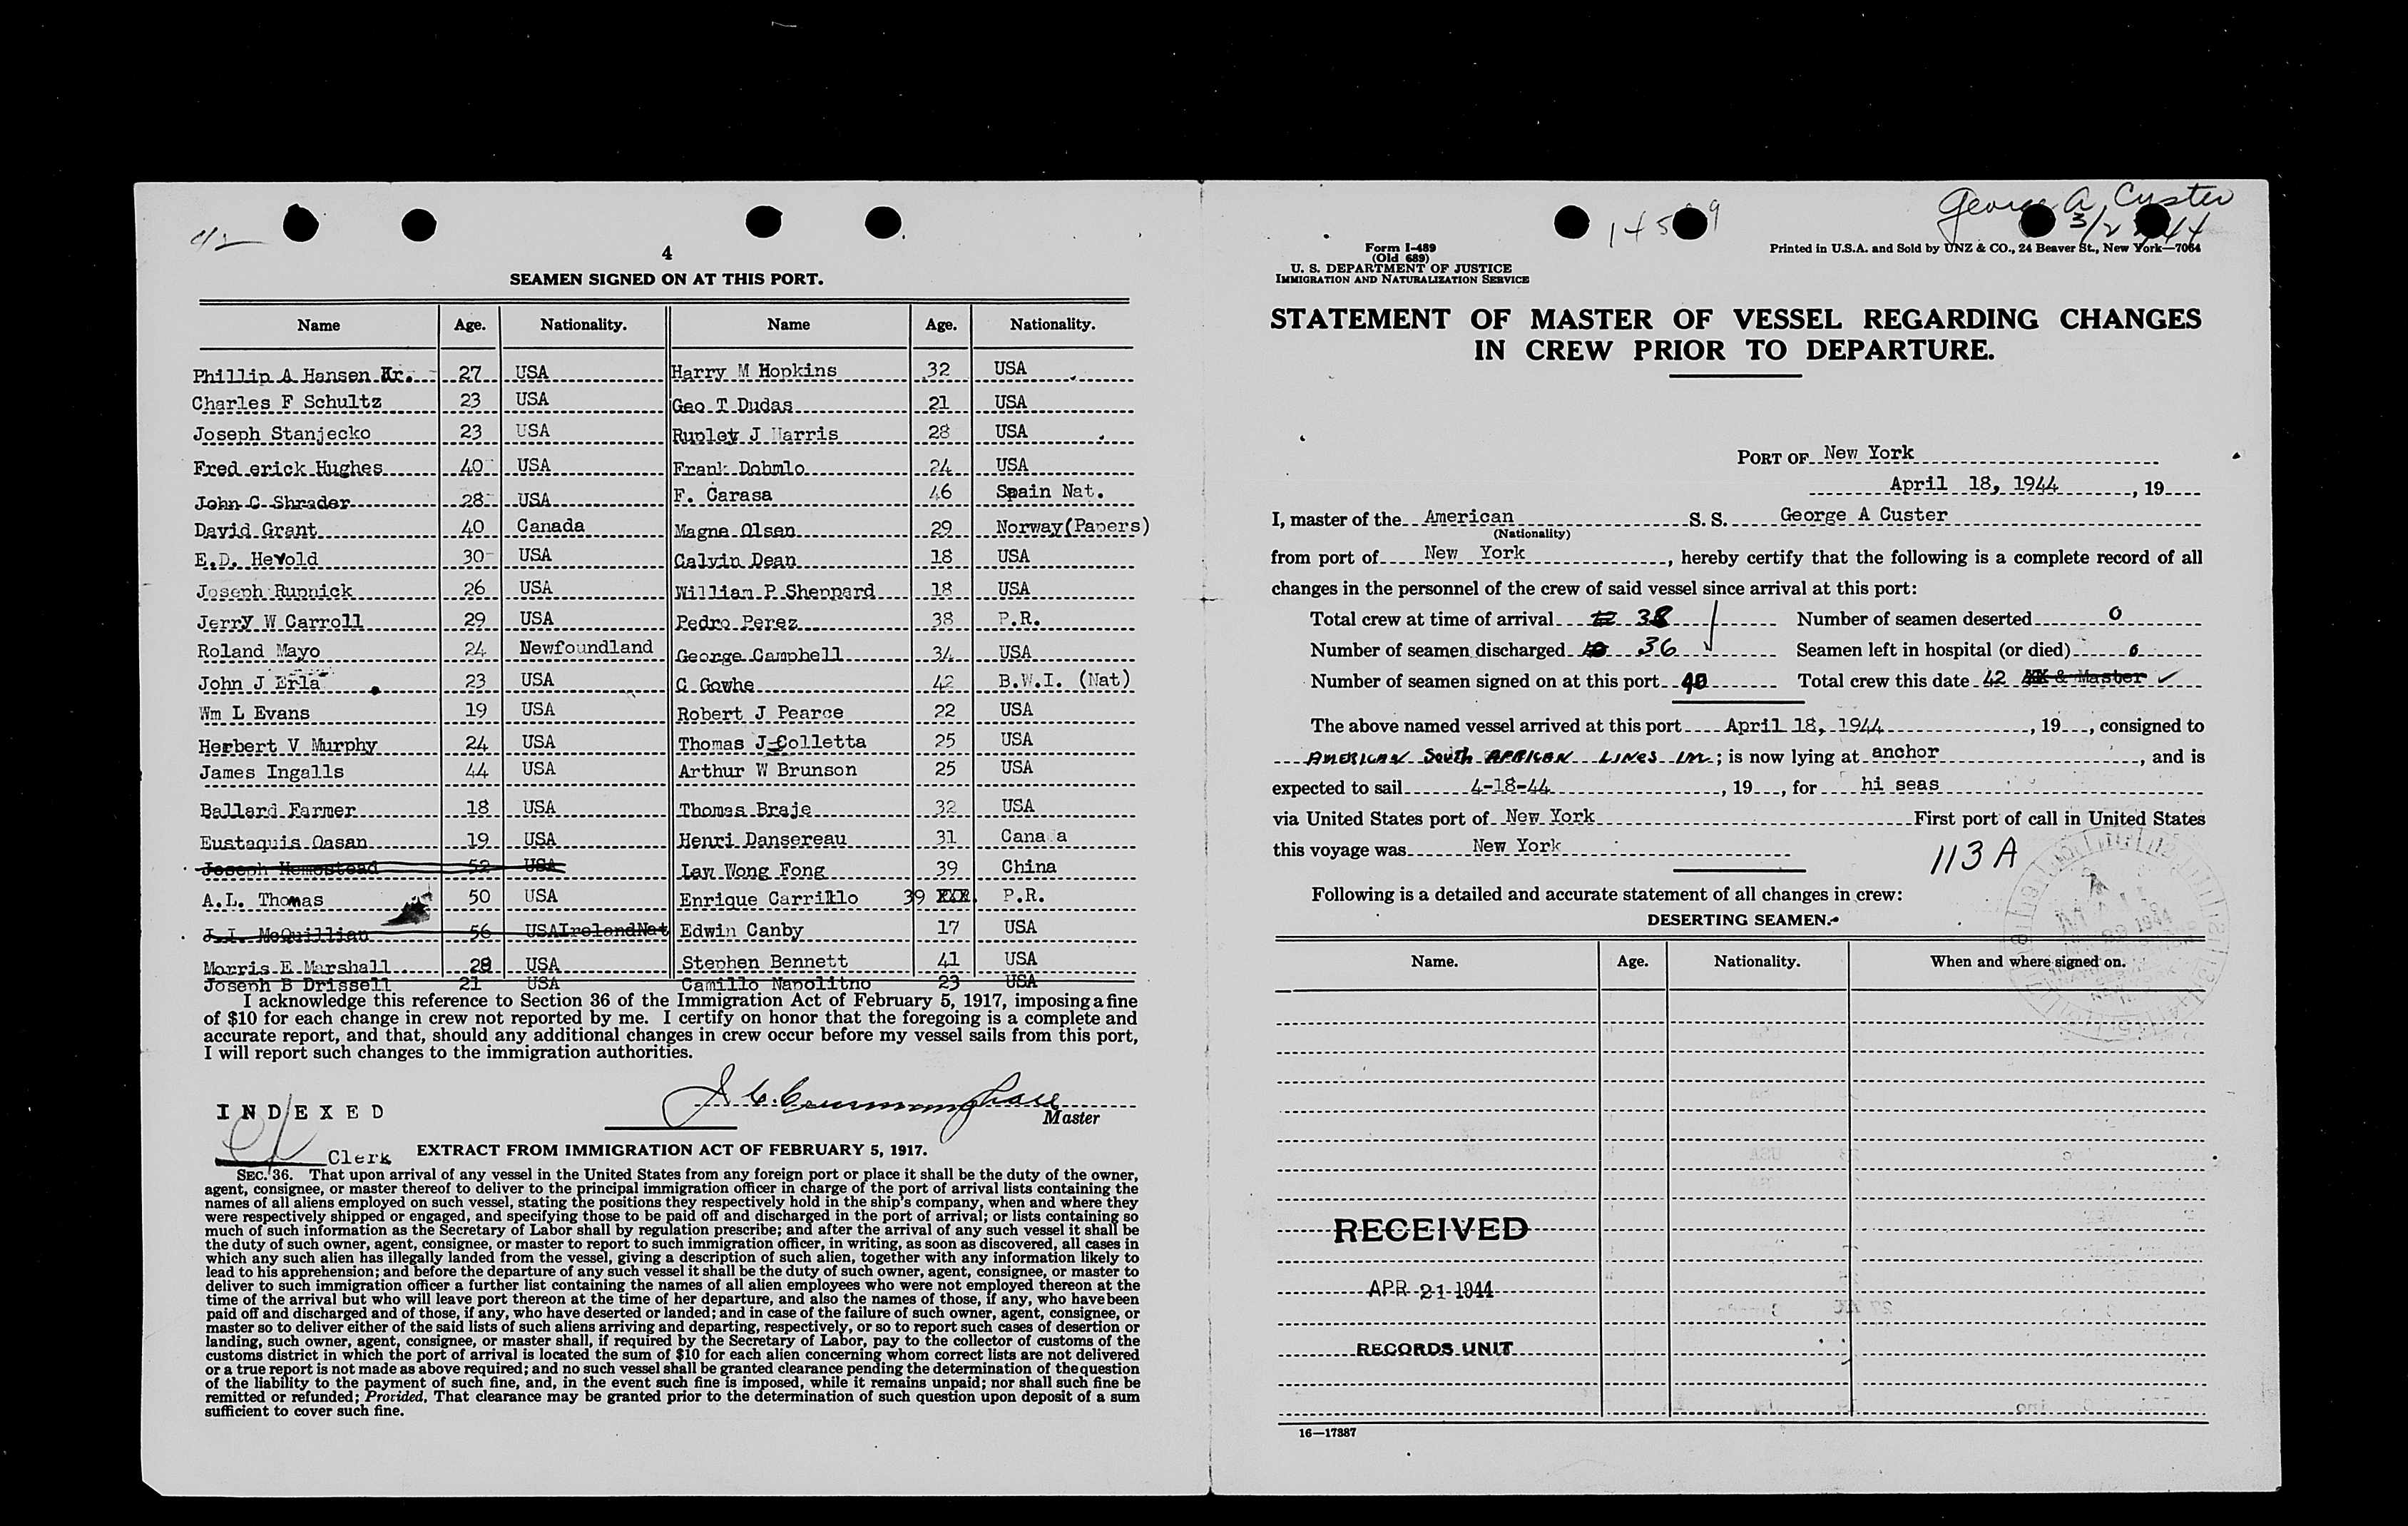 4
SEAMEN SIGNED ON AT THIS PORT.
Name Age. Nationality. Name Age. Nationality.
Phillip A Hansen Jr. 27 USA Harry M Hopkins 32 USA
Charles F Schultz 23 USA Geo T Dudas 21 USA
Joseph Stanjecko 23 USA Rupley J Harris 28 USA
Fred erick Hughes 40 USA Frank Dohmlo 24 USA
John C Shrader 28 USA F. Carasa 46 Spain Nat.
David Grant 40 Canada Magne Olsen 29 Norway(Papers)
E.D. Hevold 30 USA Calvin Dean 18 USA
Joseph Rupnick 26 USA Willian P Sheppard 18 USA
Jerry W Carroll 29 USA Pedro Perez 38 P.R.
Roland Mayo 24 Newfoundland George Campbell 34 USA
John J Erla 23 USA C Gowhe 42 B.W.I. (Nat)
Wm L Evans 19 USA Robert J Pearce 22 USA
Herbert V Murphy 24 USA Thomas J Colletta 25 USA
James Ingalls 44 USA Arthur W Brunson 25 USA
Ballard Farmer 18 USA Thomas Braje 32 USA
Eustaquis Oasan 19 USA Henri Dansereau 31 Cana a
Joseph Homestead 52 USA Law Wong Fong 39 China
A.L. Thomas 50 USA Enrique Carrillo 39 XXX. P.R.
J.I. McQuillian 56 USAIrelandNat Edwin Canby 17 USA
Morris E Marshall 28 USA Stephen Bennett 41 USA
Joseph B Drissell 21 USA Camillo Napolitno 23 USA
I acknowledge this reference to Section 36 of the Immigration Act of February 5, 1917, imposing a fine
of $10 for each change in crew not reported by me. I certify on honor that the foregoing is a complete and
accurate report, and that, should any additional changes in crew occur before my vessel sails from this port,
I will report such changes to the immigration authorities.
Master
INDEXED
Clerk
EXTRACT FROM IMMIGRATION ACT OF FEBRUARY 5, 1917.
SEC. 36. That upon arrival of any vessel in the United States from any foreign port or place it shall be the duty of the owner,
agent, consignee, or master thereof to deliver to the principal immigration officer in charge of the port of arrival lists containing the
names of all aliens employed on such vessel, stating the positions they respectively hold in the ship's company, when and where they
were respectively shipped or engaged, and specifying those to be paid off and discharged in the port of arrival; or lists containing so
much of such information as the Secretary of Labor shall by regulation prescribe; and after the arrival of any such vessel it shall be
the duty of such owner, agent, consignee, or master to report to such immigration officer, in writing, as soon as discovered, all cases in
which any such alien has illegally landed from the vessel, giving a description of such alien, together with any information likely to
lead to his apprehension; and before the departure of any such vessel it shall be the duty of such owner, agent, consignee, or master to
deliver to such immigration officer a further list containing the names of all alien employees who were not employed thereon at the
time of the arrival but who will leave port thereon at the time of her departure, and also the names of those, if any, who have been
paid off and discharged and of those, if any, who have deserted or landed; and in case of the failure of such owner, agent, consignee, or
master so to deliver either of the said lists of such aliens arriving and departing, respectively, or so to report such cases of desertion or
landing, such owner, agent, consignee, or master shall, if required by the Secretary of Labor, pay to the collector of customs of the
customs district in which the port of arrival is located the sum of $10 for each alien concerning whom correct lists are not delivered
or a true report is not made as above required; and no such vessel shall be granted clearance pending the determination of the question
of the liability to the payment of such fine, and, in the event such fine is imposed, while it remains unpaid; nor shall such fine be
remitted or refunded; Provided, That clearance may be granted prior to the determination of such question upon deposit of a sum
sufficient to cover such fine.
George A. Custer
Form I-489
(Old 689)
U. S. DEPARTMENT OF JUSTICE
IMMIGRATION AND NATURALIZATION SERVICE
Printed in U.S.A. and Sold by UNZ & CO., 24 Beaver St., New York—7064
STATEMENT OF MASTER OF VESSEL REGARDING CHANGES
IN CREW PRIOR TO DEPARTURE.
PORT OF New York
April 18, 1944, 19
I, master of the American S. S. George A Custer
(Nationality)
from port of New York, hereby certify that the following is a complete record of all
changes in the personnel of the crew of said vessel since arrival at this port:
Total crew at time of arrival 38 Number of seamen deserted 0
Number of seamen discharged 36 Seamen left in hospital (or died) 0
Number of seamen signed on at this port 40 Total crew this date 42 XX & Master
The above named vessel arrived at this port April 18, 1944, 19, consigned to
AMERICAN South AFRICAN LINES Inc; is now lying at anchor, and is
expected to sail 4-18-44, 19, for hi seas
via United States port of New York First port of call in United States
this voyage was New York
113 A
Following is a detailed and accurate statement of all changes in crew:
DESERTING SEAMEN.
Name. Age. Nationality. When and where signed on.
RECEIVED
APR 21 1944
RECORDS UNIT
16—17387